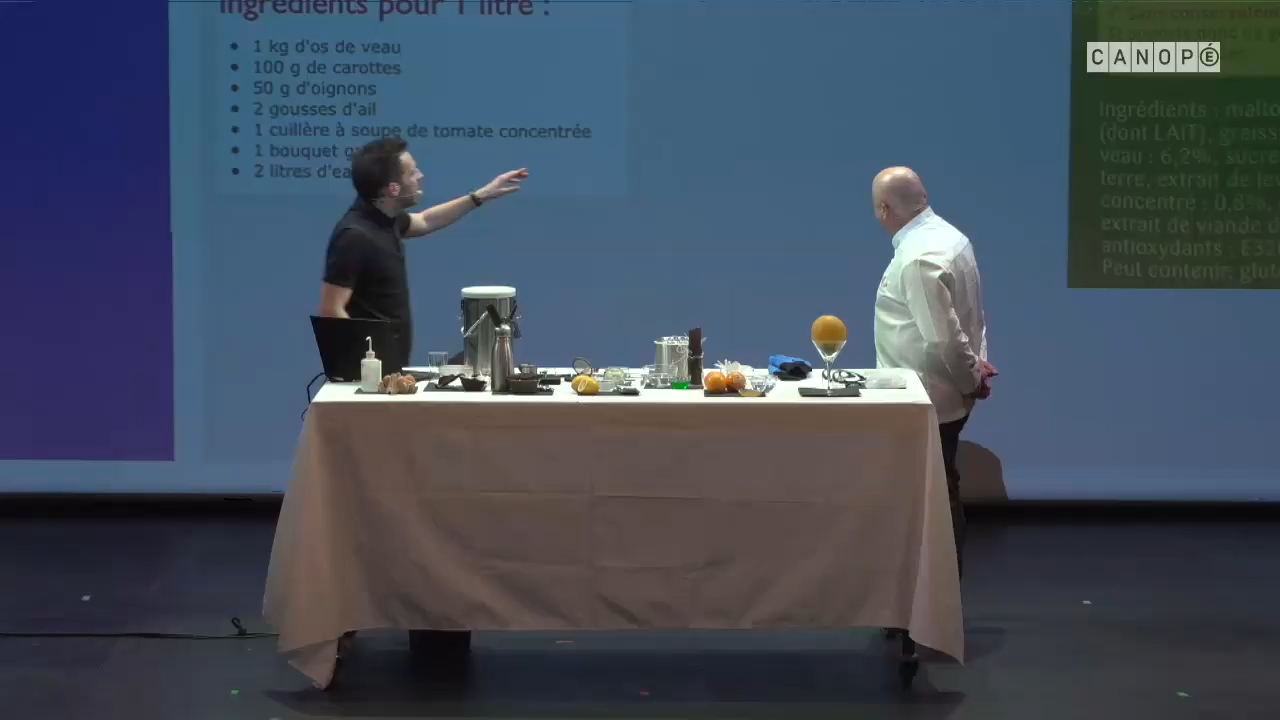 Ingrédients pour 1 litre :
• 1 kg d'os de veau
• 100 g de carottes
• 50 g d'oignons
• 2 gousses d'ail
• 1 cuillère à soupe de tomate concentrée
• 1 bouquet
• 2 litres d'ea
CANOPÉ
Ingrédients : malto
(dont LAIT), graiss
veau : 6,2%, sucre
terre, extrait de le
concentré : 0,8%,
extrait de viande d
antioxydants : E32
Peut contenir: glut